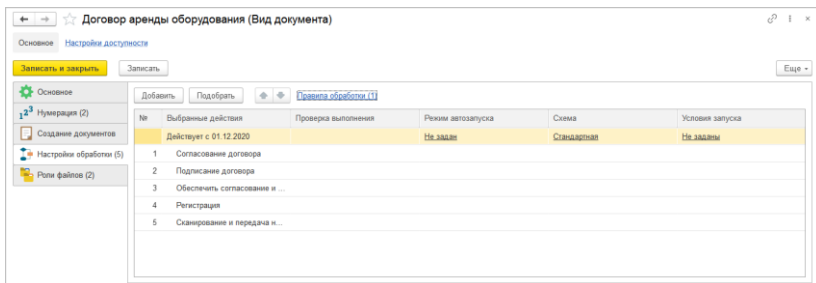 Договор аренды оборудования (Вид документа)
Основное Настройки доступности
Записать и закрыть Записать Еще
Основное
Нумерация (2)
Создание документов
Настройки обработки (5)
Роли файлов (2)
Добавить Подобрать Правила обработки (1)
№ Выбранные действия Проверка выполнения Режим автозапуска Схема Условия запуска
Действует с 01.12.2020 Не задан Стандартная Не заданы
1 Согласование договора
2 Подписание договора
3 Обеспечить согласование и ...
4 Регистрация
5 Сканирование и передача н...